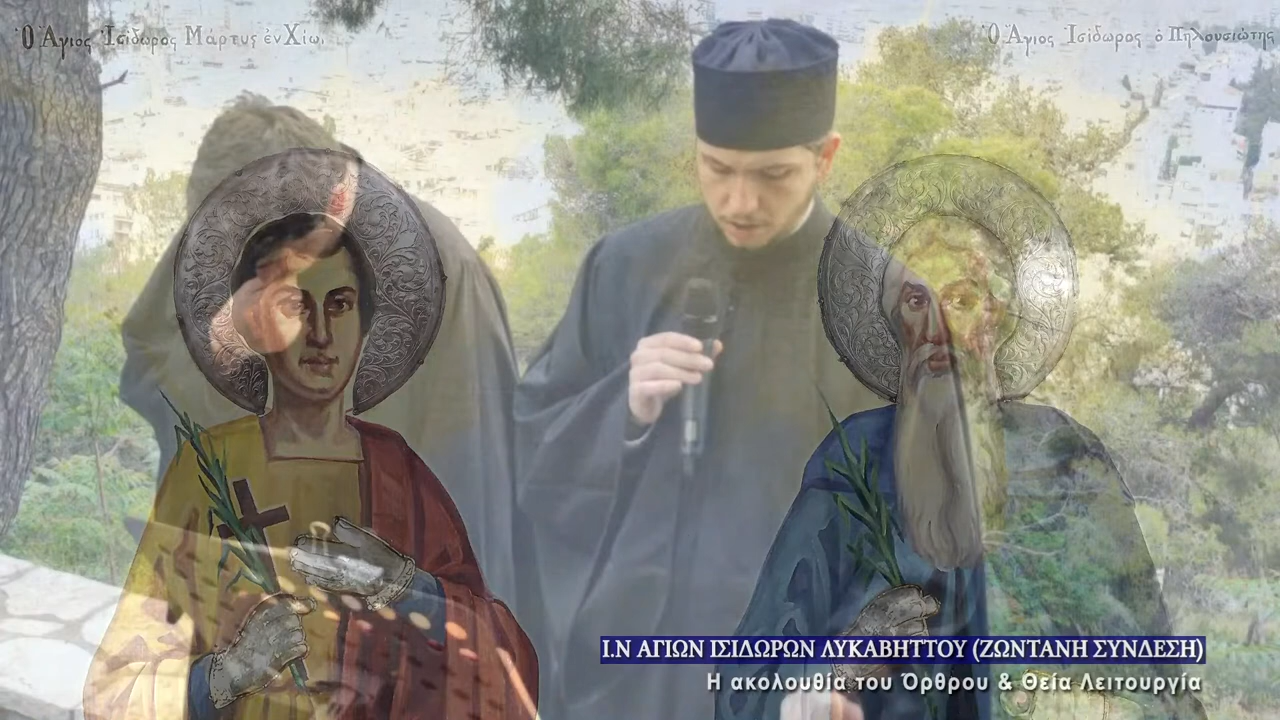 Ὁ Ἅγιος Ἰσίδωρος Μάρτυς ἐν Χίῳ.
Ὁ Ἅγιος Ἰσίδωρος ὁ Πηλουσιώτης
Ι.Ν ΑΓΙΩΝ ΙΣΙΔΩΡΩΝ ΛΥΚΑΒΗΤΤΟΥ (ΖΩΝΤΑΝΗ ΣΥΝΔΕΣΗ)
Η ακολουθία του Όρθρου & Θεία Λειτουργία